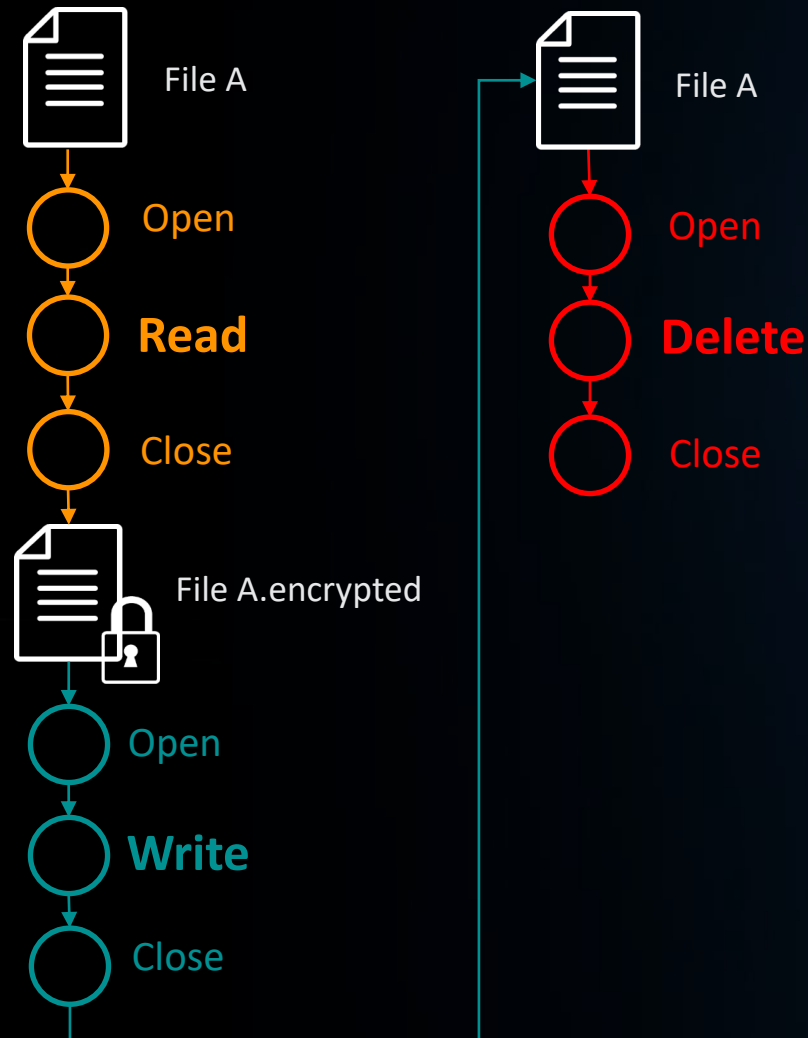 File A
Open
Read
Close
File A.encrypted
Open
Write
Close
File A
Open
Delete
Close